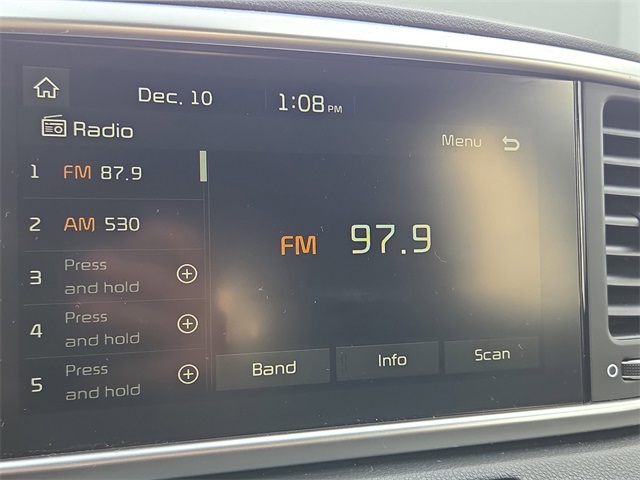 Dec. 10 1:08 PM
Radio
Menu
1 FM 87.9
2 AM 530
3 Press and hold
4 Press and hold
5 Press and hold
FM 97.9
Band Info Scan